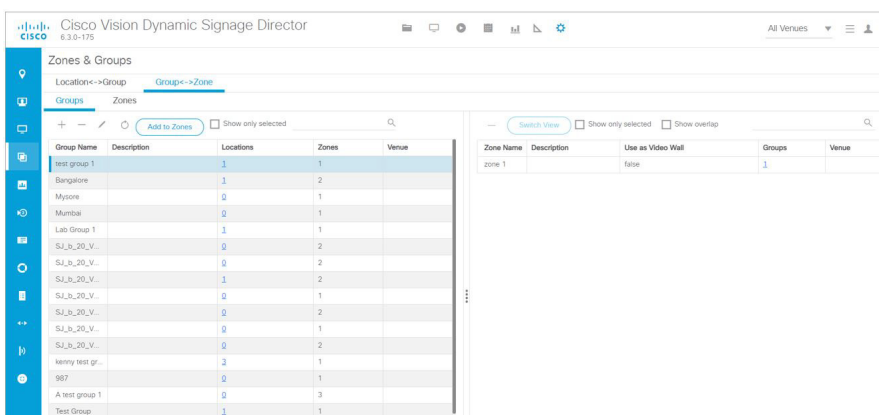 CISCO
Cisco Vision Dynamic Signage Director
6.3.0-175
All Venues
Zones & Groups
Location<->Group Group<->Zone
Groups Zones
Add to Zones Show only selected
Switch View Show only selected Show overlap
Group Name Description Locations Zones Venue
Zone Name Description Use as Video Wall Groups Venue
test group 1 1 1
zone 1 false 1
Bangalore 1 2
Mysore 0 1
Mumbai 0 1
Lab Group 1 1 1
SJ_b_20_V... 0 2
SJ_b_20_V... 0 2
SJ_b_20_V... 1 2
SJ_b_20_V... 0 1
SJ_b_20_V... 0 2
SJ_b_20_V... 0 1
SJ_b_20_V... 0 2
kenny test gr... 3 1
987 0 1
A test group 1 0 3
Test Group 1 1